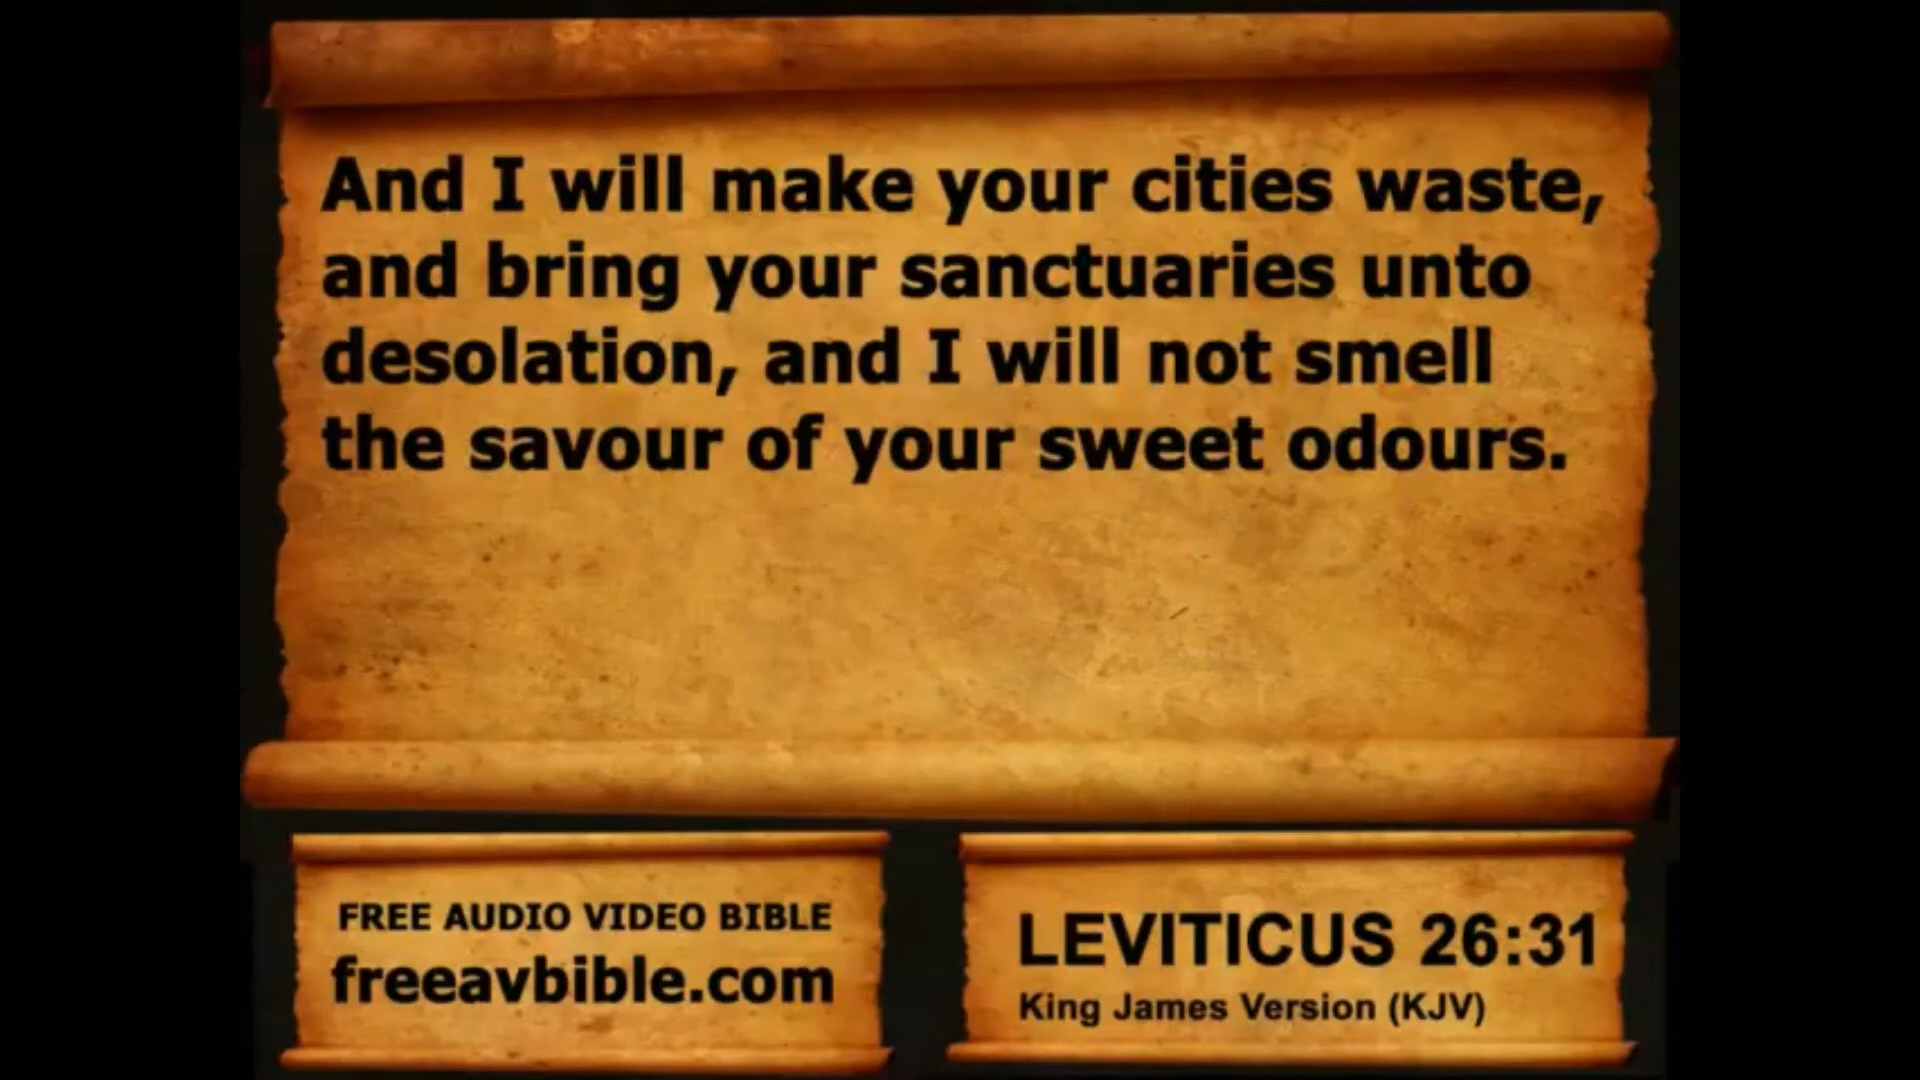 And I will make your cities waste,
and bring your sanctuaries unto
desolation, and I will not smell
the savour of your sweet odours.
FREE AUDIO VIDEO BIBLE
freeavbible.com
LEVITICUS 26:31
King James Version (KJV)